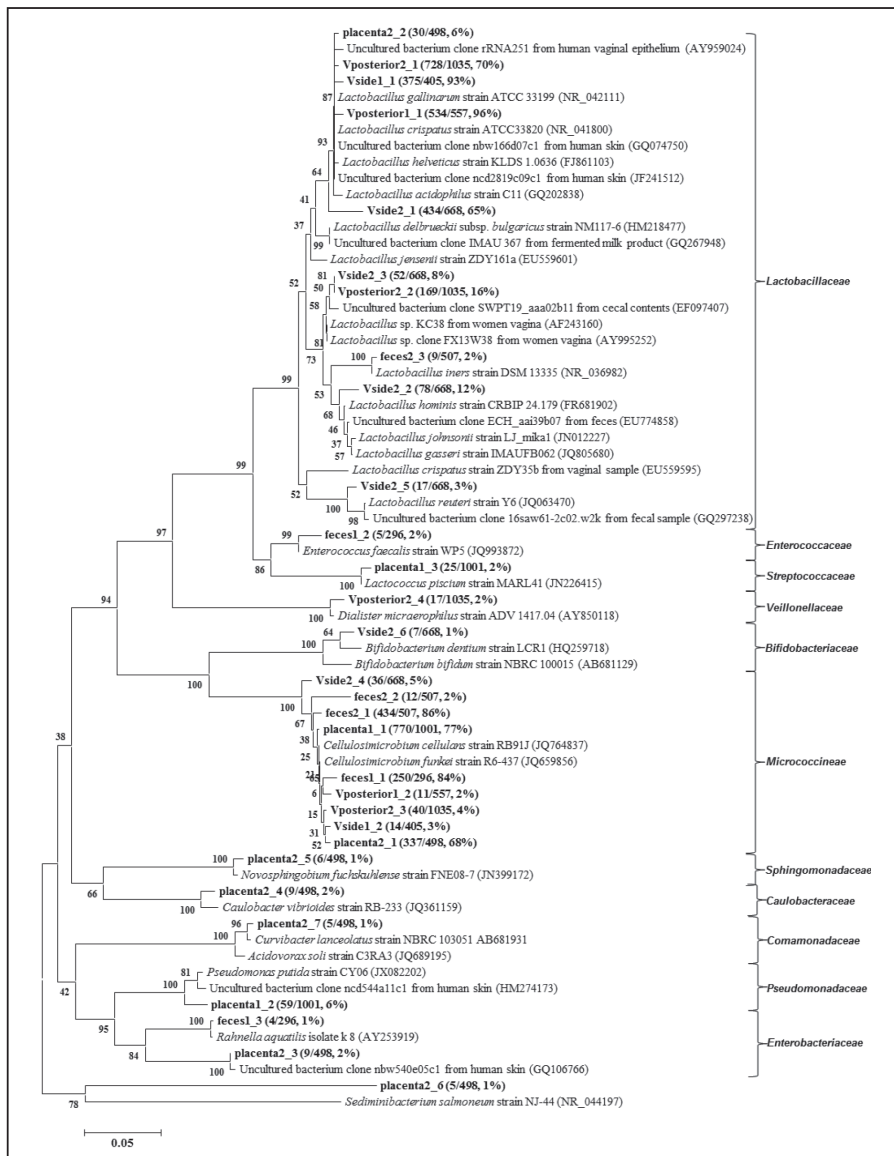 placenta2_2 (30/498, 6%)
Uncultured bacterium clone rRNA251 from human vaginal epithelium (AY959024)
Vposterior2_1 (728/1035, 70%)
Vside1_1 (375/405, 93%)
87
Lactobacillus gallinarum strain ATCC 33199 (NR_042111)
Vposterior1_1 (534/557, 96%)
Lactobacillus crispatus strain ATCC33820 (NR_041800)
93
Uncultured bacterium clone nbw166d07c1 from human skin (GQ074750)
Lactobacillus helveticus strain KLDS 1.0636 (FJ861103)
64
Uncultured bacterium clone ncd2819c09c1 from human skin (JF241512)
41
Lactobacillus acidophilus strain C11 (GQ202838)
Vside2_1 (434/668, 65%)
37
Lactobacillus delbrueckii subsp. bulgaricus strain NM117-6 (HM218477)
99
Uncultured bacterium clone IMAU 367 from fermented milk product (GQ267948)
Lactobacillus jensenii strain ZDY161a (EU559601)
52
81
Vside2_3 (52/668, 8%)
Lactobacillaceae
50
Vposterior2_2 (169/1035, 16%)
58
Uncultured bacterium clone SWPT19_aaa02b11 from cecal contents (EF097407)
Lactobacillus sp. KC38 from women vagina (AF243160)
81
Lactobacillus sp. clone FX13W38 from women vagina (AY995252)
73
100
feces2_3 (9/507, 2%)
99
Lactobacillus iners strain DSM 13335 (NR_036982)
53
Vside2_2 (78/668, 12%)
Lactobacillus hominis strain CRBIP 24.179 (FR681902)
68
Uncultured bacterium clone ECH_aai39b07 from feces (EU774858)
46
Lactobacillus johnsonii strain LJ_mika1 (JN012227)
37
57
Lactobacillus gasseri strain IMAUFB062 (JQ805680)
99
Lactobacillus crispatus strain ZDY35b from vaginal sample (EU559595)
52
Vside2_5 (17/668, 3%)
100
Lactobacillus reuteri strain Y6 (JQ063470)
98
Uncultured bacterium clone 16saw61-2c02.w2k from fecal sample (GQ297238)
97
99
feces1_2 (5/296, 2%)
Enterococcus faecalis strain WP5 (JQ993872)
Enterococcaceae
86
placenta1_3 (25/1001, 2%)
100
Lactococcus piscium strain MARL41 (JN226415)
Streptococcaceae
94
Vposterior2_4 (17/1035, 2%)
100
Dialister micraerophilus strain ADV 1417.04 (AY850118)
Veillonellaceae
64
Vside2_6 (7/668, 1%)
100
Bifidobacterium dentium strain LCR1 (HQ259718)
Bifidobacteriaceae
Bifidobacterium bifidum strain NBRC 100015 (AB681129)
100
Vside2_4 (36/668, 5%)
100
feces2_2 (12/507, 2%)
feces2_1 (434/507, 86%)
67
placenta1_1 (770/1001, 77%)
38
38
Cellulosimicrobium cellulans strain RB91J (JQ764837)
25
Cellulosimicrobium funkei strain R6-437 (JQ659856)
Micrococcineae
21
65
feces1_1 (250/296, 84%)
6
Vposterior1_2 (11/557, 2%)
15
Vposterior2_3 (40/1035, 4%)
31
Vside1_2 (14/405, 3%)
52
placenta2_1 (337/498, 68%)
100
placenta2_5 (6/498, 1%)
Novosphingobium fuchskuhlense strain FNE08-7 (JN399172)
Sphingomonadaceae
66
placenta2_4 (9/498, 2%)
100
Caulobacter vibrioides strain RB-233 (JQ361159)
Caulobacteraceae
96
placenta2_7 (5/498, 1%)
100
Curvibacter lanceolatus strain NBRC 103051 AB681931
Comamonadaceae
Acidovorax soli strain C3RA3 (JQ689195)
81
Pseudomonas putida strain CY06 (JX082202)
42
100
Uncultured bacterium clone ncd544a11c1 from human skin (HM274173)
Pseudomonadaceae
placenta1_2 (59/1001, 6%)
95
100
feces1_3 (4/296, 1%)
Rahnella aquatilis isolate k 8 (AY253919)
Enterobacteriaceae
84
placenta2_3 (9/498, 2%)
100
Uncultured bacterium clone nbw540e05c1 from human skin (GQ106766)
placenta2_6 (5/498, 1%)
78
Sediminibacterium salmoneum strain NJ-44 (NR_044197)
0.05